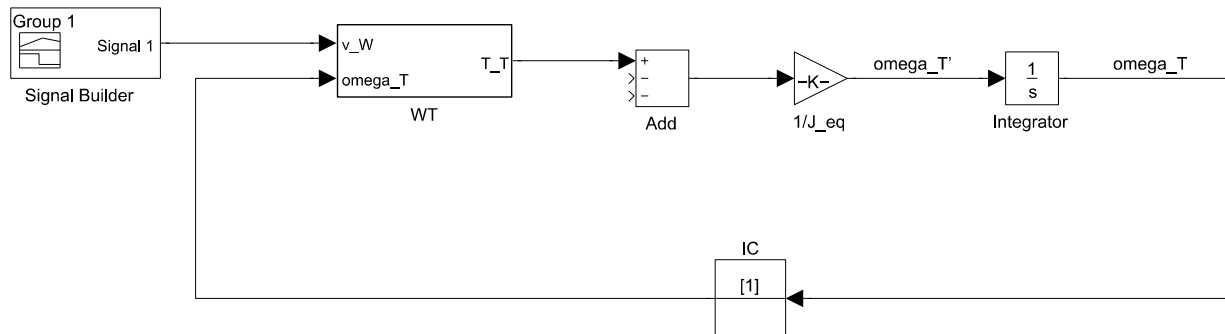 Group 1
Signal 1
Signal Builder
v_W
omega_T
T_T
WT
+
−
−
Add
-K-
1/J_eq
omega_T'
1
s
Integrator
omega_T
IC
[1]